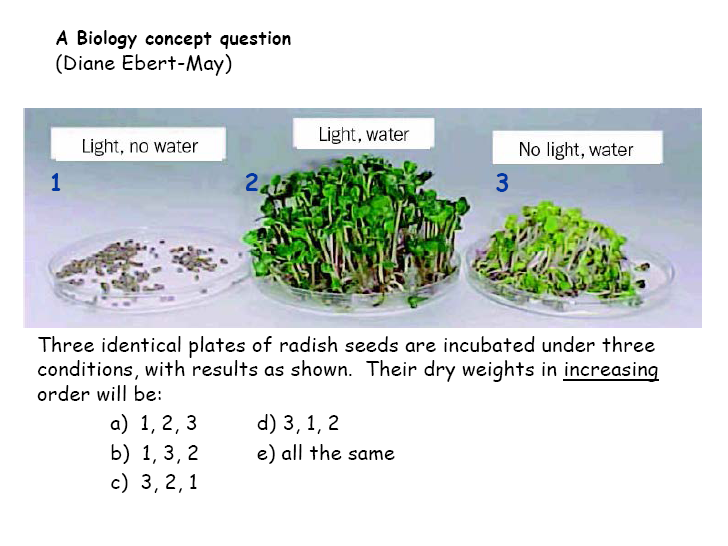 A Biology concept question
(Diane Ebert-May)
Light, no water
Light, water
No light, water
1
2
3
Three identical plates of radish seeds are incubated under three
conditions, with results as shown. Their dry weights in increasing
order will be:
a) 1, 2, 3 d) 3, 1, 2
b) 1, 3, 2 e) all the same
c) 3, 2, 1